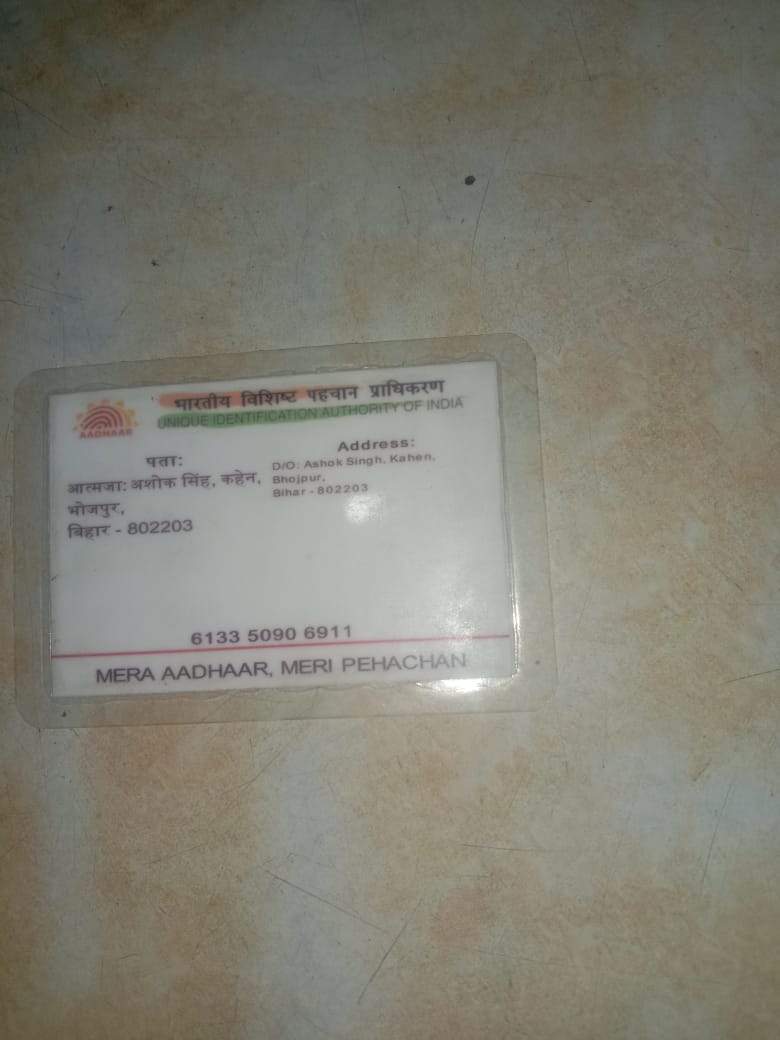 भारतीय विशिष्ट पहचान प्राधिकरण
UNIQUE IDENTIFICATION AUTHORITY OF INDIA
AADHAAR
पता:
आत्मजा: अशोक सिंह, कहेन,
भोजपुर,
बिहार - 802203
Address:
D/O: Ashok Singh, Kahen,
Bhojpur,
Bihar - 802203
6133 5090 6911
MERA AADHAAR, MERI PEHACHAN